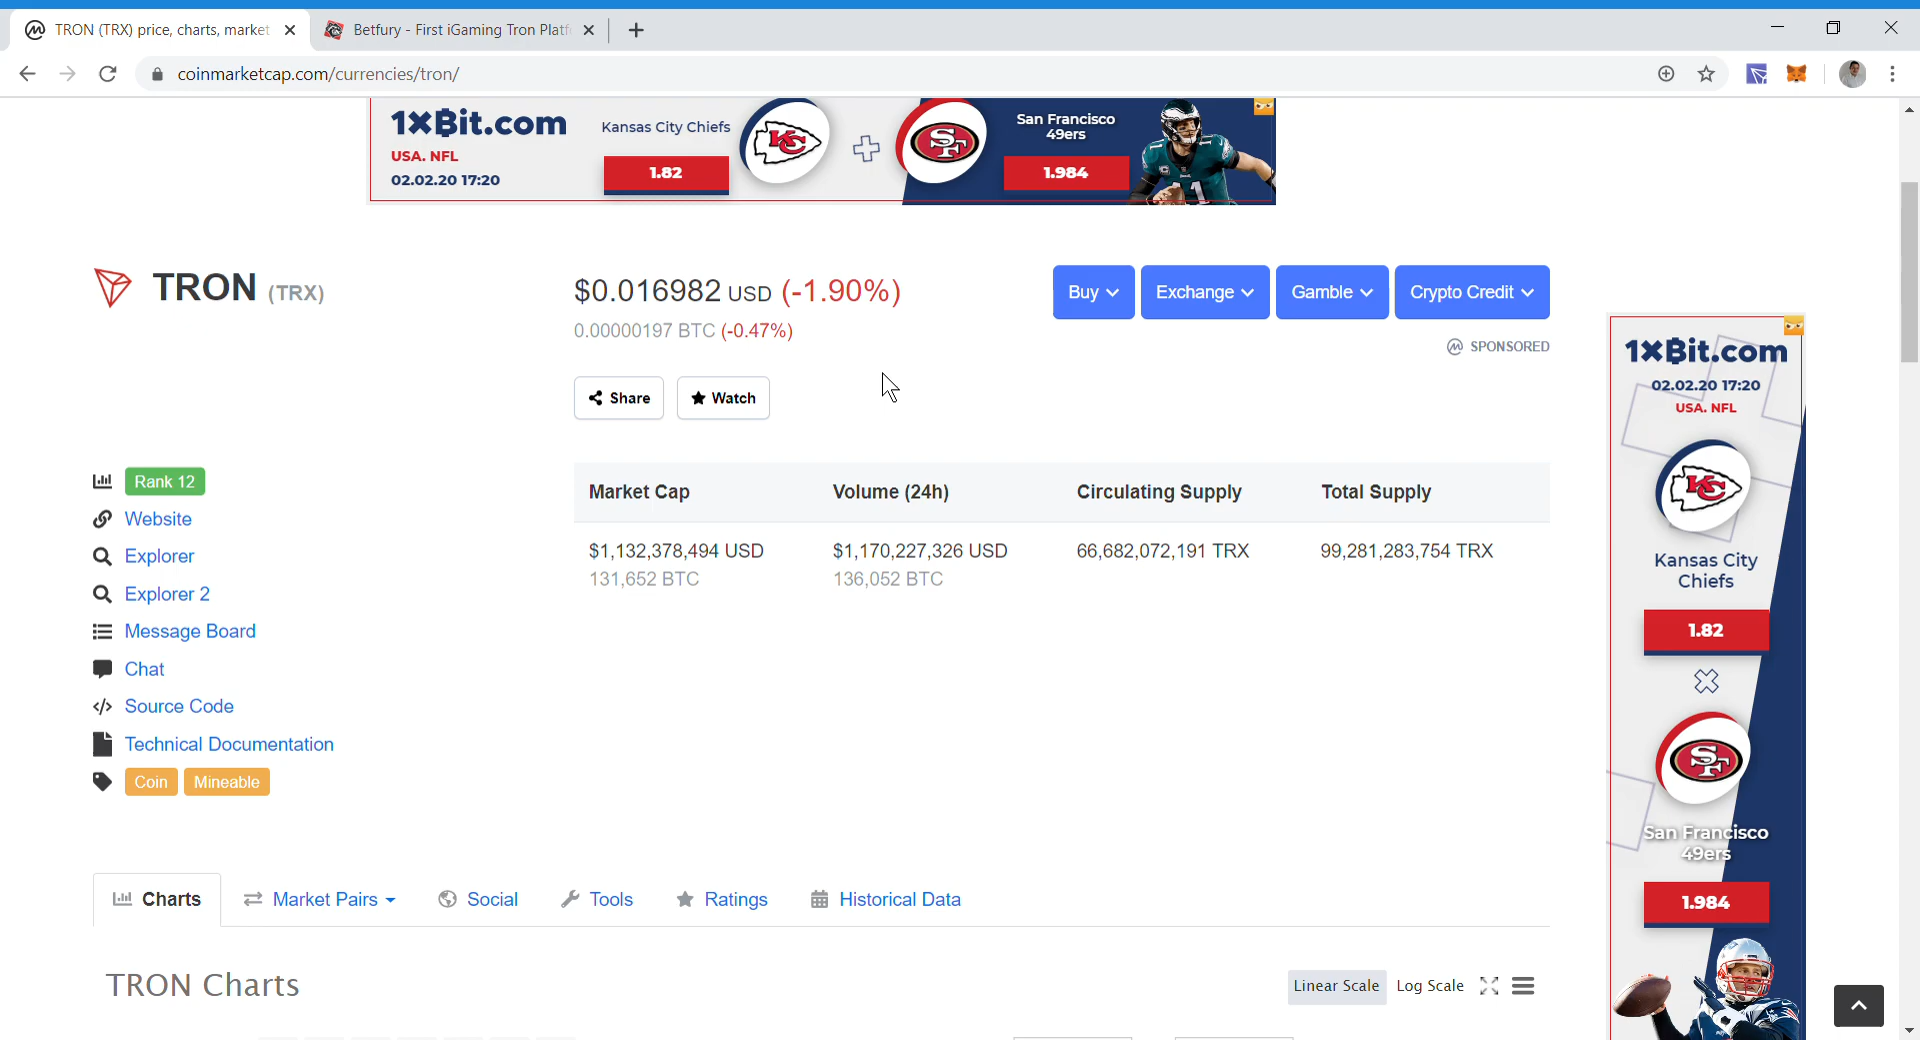 TRON (TRX) price, charts, market
Betfury - First iGaming Tron Platf
coinmarketcap.com/currencies/tron/
1XBit.com
USA. NFL
02.02.20 17:20
Kansas City Chiefs
1.82
KC
SF
San Francisco
49ers
1.984
11
TRON (TRX)
$0.016982 USD (-1.90%)
0.00000197 BTC (-0.47%)
Buy
Exchange
Gamble
Crypto Credit
SPONSORED
Share
Watch
Rank 12
Website
Explorer
Explorer 2
Message Board
Chat
Source Code
Technical Documentation
Coin
Mineable
Market Cap
Volume (24h)
Circulating Supply
Total Supply
$1,132,378,494 USD
$1,170,227,326 USD
66,682,072,191 TRX
99,281,283,754 TRX
131,652 BTC
136,052 BTC
1XBit.com
02.02.20 17:20
USA. NFL
KC
Kansas City
Chiefs
1.82
SF
San Francisco
49ers
1.984
Charts
Market Pairs
Social
Tools
Ratings
Historical Data
TRON Charts
Linear Scale
Log Scale